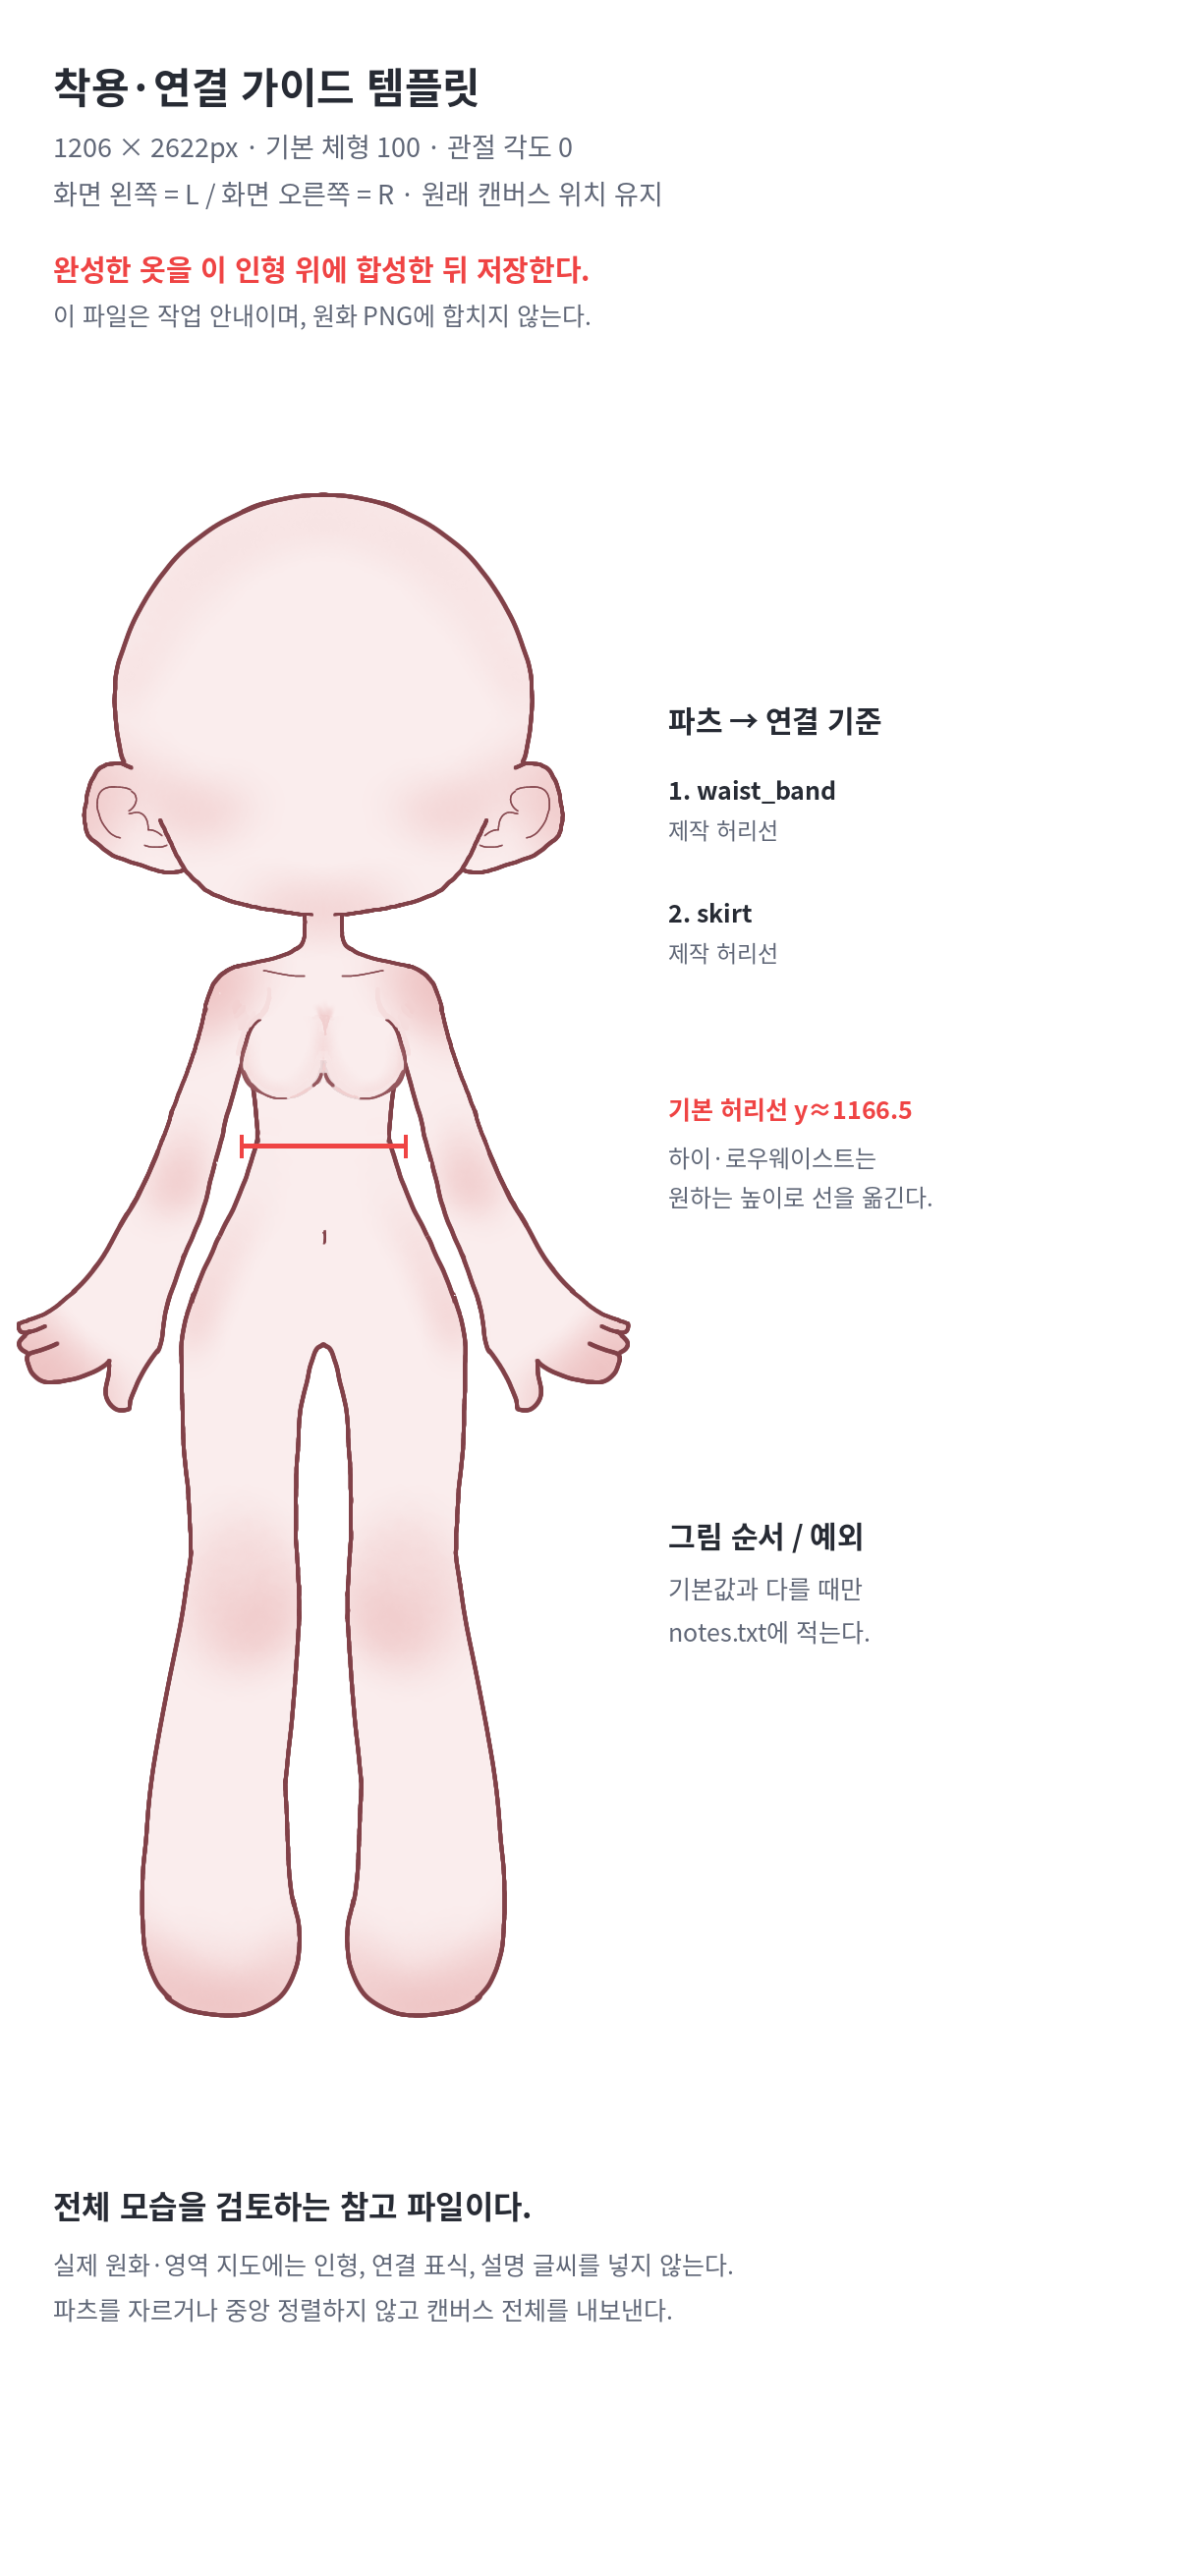 착용·연결 가이드 템플릿
1206 × 2622px · 기본 체형 100 · 관절 각도 0
화면 왼쪽 = L / 화면 오른쪽 = R · 원래 캔버스 위치 유지
완성한 옷을 이 인형 위에 합성한 뒤 저장한다.
이 파일은 작업 안내이며, 원화 PNG에 합치지 않는다.
파츠 → 연결 기준
1. waist_band
제작 허리선
2. skirt
제작 허리선
기본 허리선 y≈1166.5
하이·로우웨이스트는
원하는 높이로 선을 옮긴다.
그림 순서 / 예외
기본값과 다를 때만
notes.txt에 적는다.
전체 모습을 검토하는 참고 파일이다.
실제 원화·영역 지도에는 인형, 연결 표식, 설명 글씨를 넣지 않는다.
파츠를 자르거나 중앙 정렬하지 않고 캔버스 전체를 내보낸다.